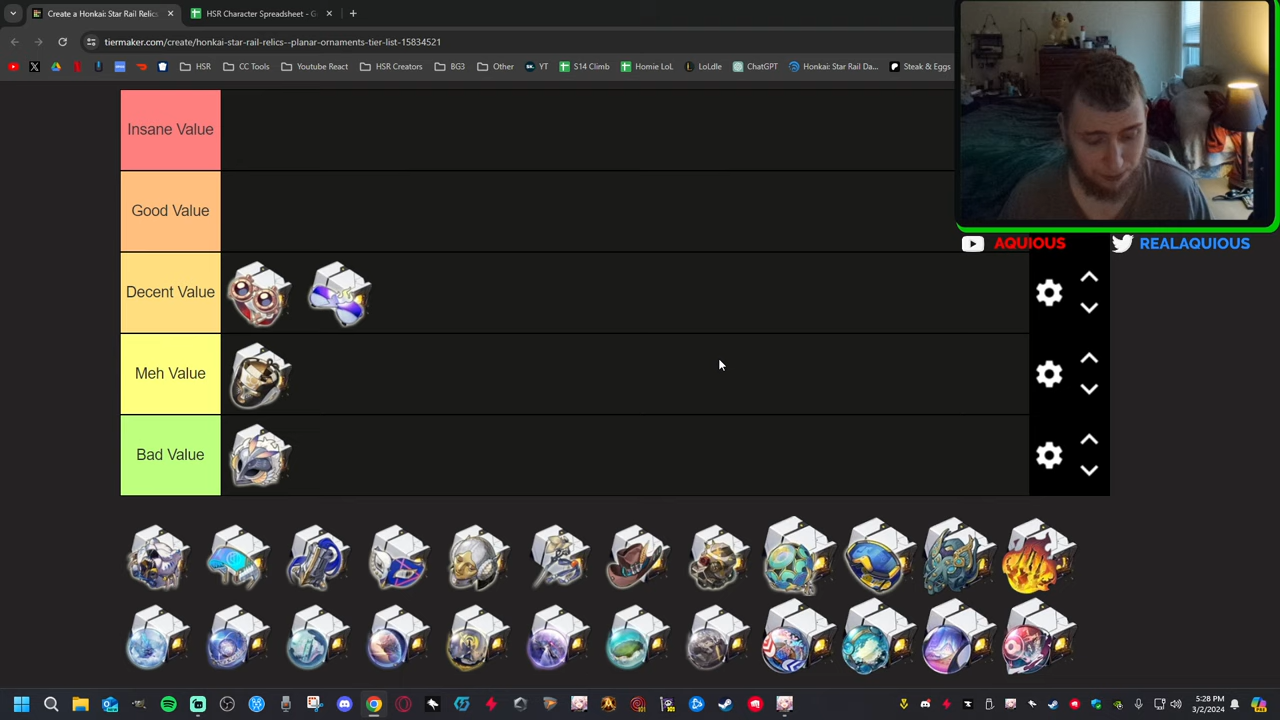 Create a Honkai: Star Rail Relics
HSR Character Spreadsheet - G
tiermaker.com/create/honkai-star-rail-relics--planar-ornaments-tier-list-15834521
HSR
CC Tools
Youtube React
HSR Creators
BG3
Other
YT
S14 Climb
Homie LoL
LoLdle
ChatGPT
Honkai: Star Rail Da...
Steak & Eggs
Insane Value
Good Value
AQUIOUS
REALAQUIOUS
Decent Value
Meh Value
Bad Value
5:28 PM
3/2/2024